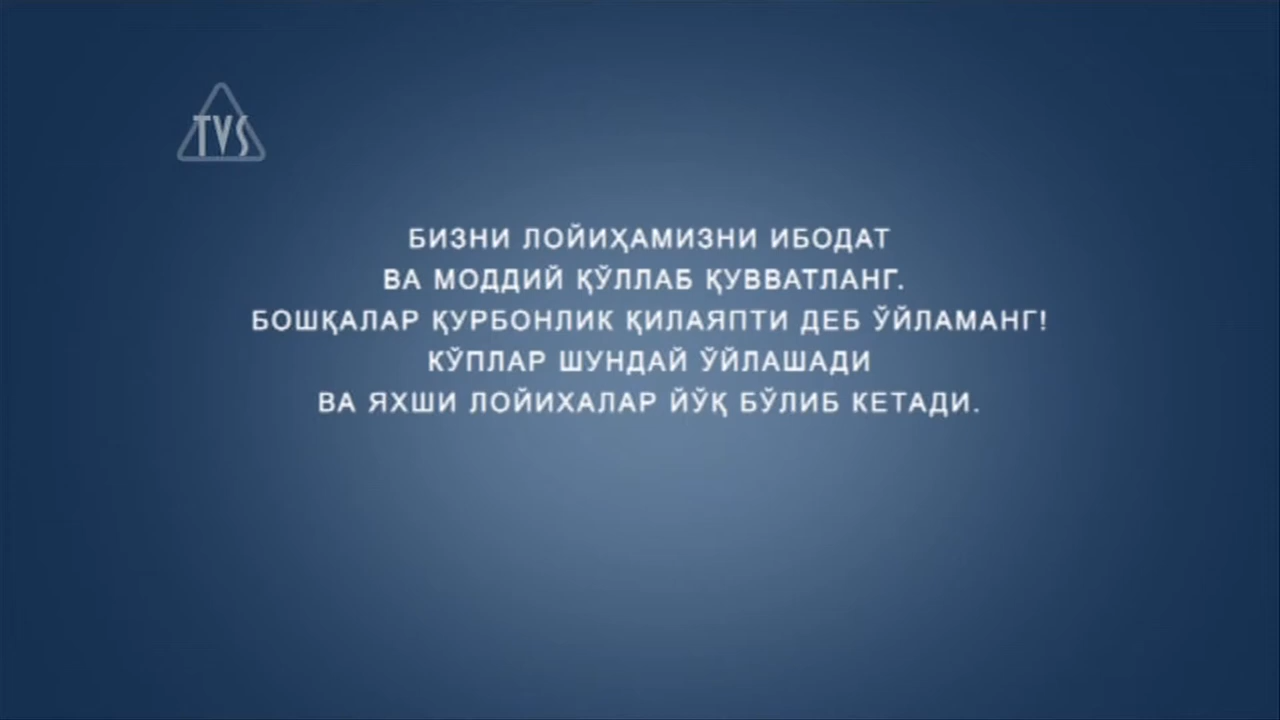 TVS
БИЗНИ ЛОЙИҲАМИЗНИ ИБОДАТ
ВА МОДДИЙ ҚЎЛЛАБ ҚУВВАТЛАНГ.
БОШҚАЛАР ҚУРБОНЛИК ҚИЛАЯПТИ ДЕБ ЎЙЛАМАНГ!
КЎПЛАР ШУНДАЙ ЎЙЛАШАДИ
ВА ЯХШИ ЛОЙИХАЛАР ЙЎҚ БЎЛИБ КЕТАДИ.